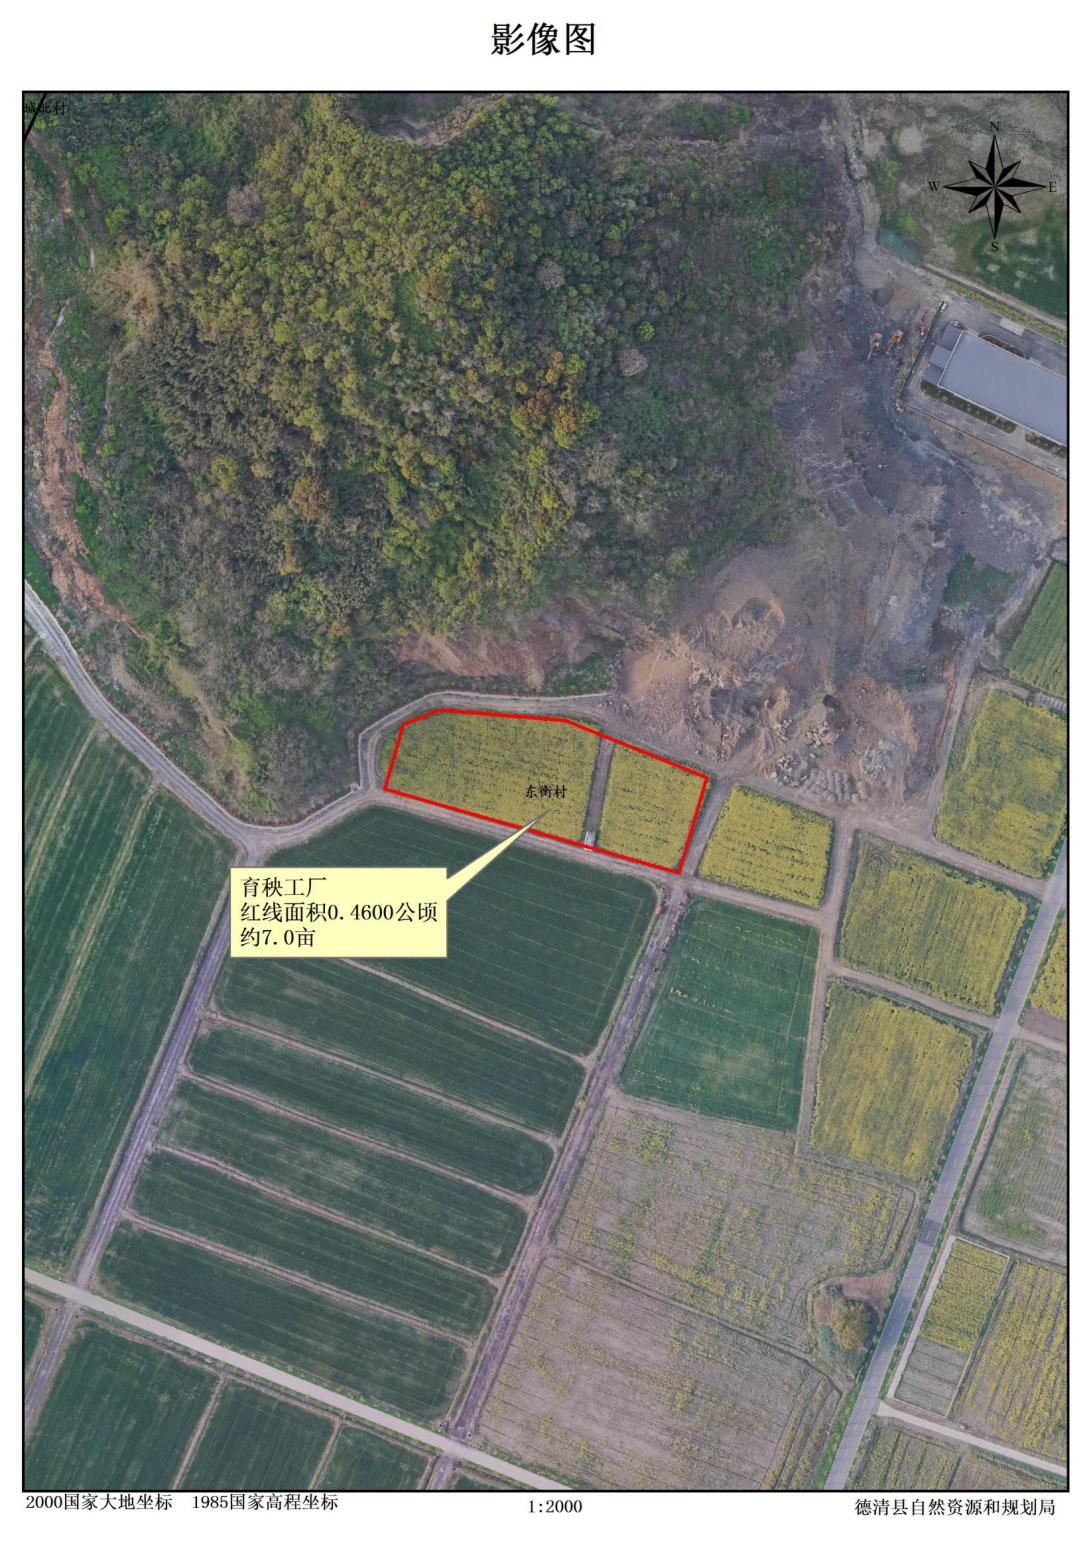 影像图
城北村
N
W
E
S
东衡村
育秧工厂
红线面积0.4600公顷
约7.0亩
2000国家大地坐标 1985国家高程坐标
1:2000
德清县自然资源和规划局